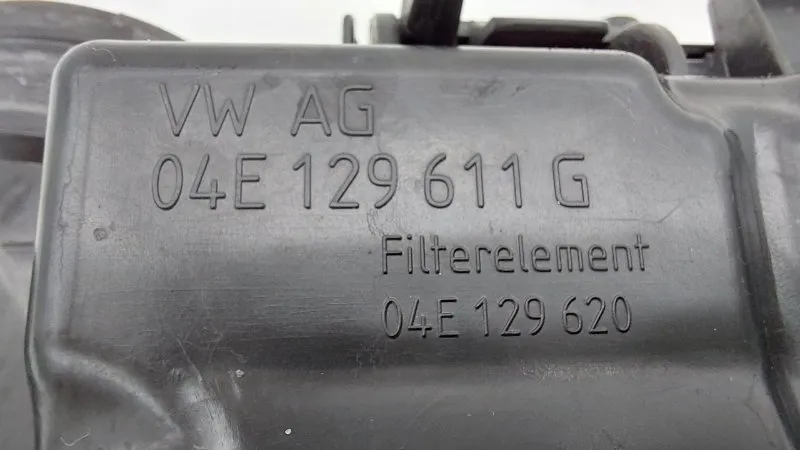 VW AG
04E 129 611 G
Filterelement
04E 129 620